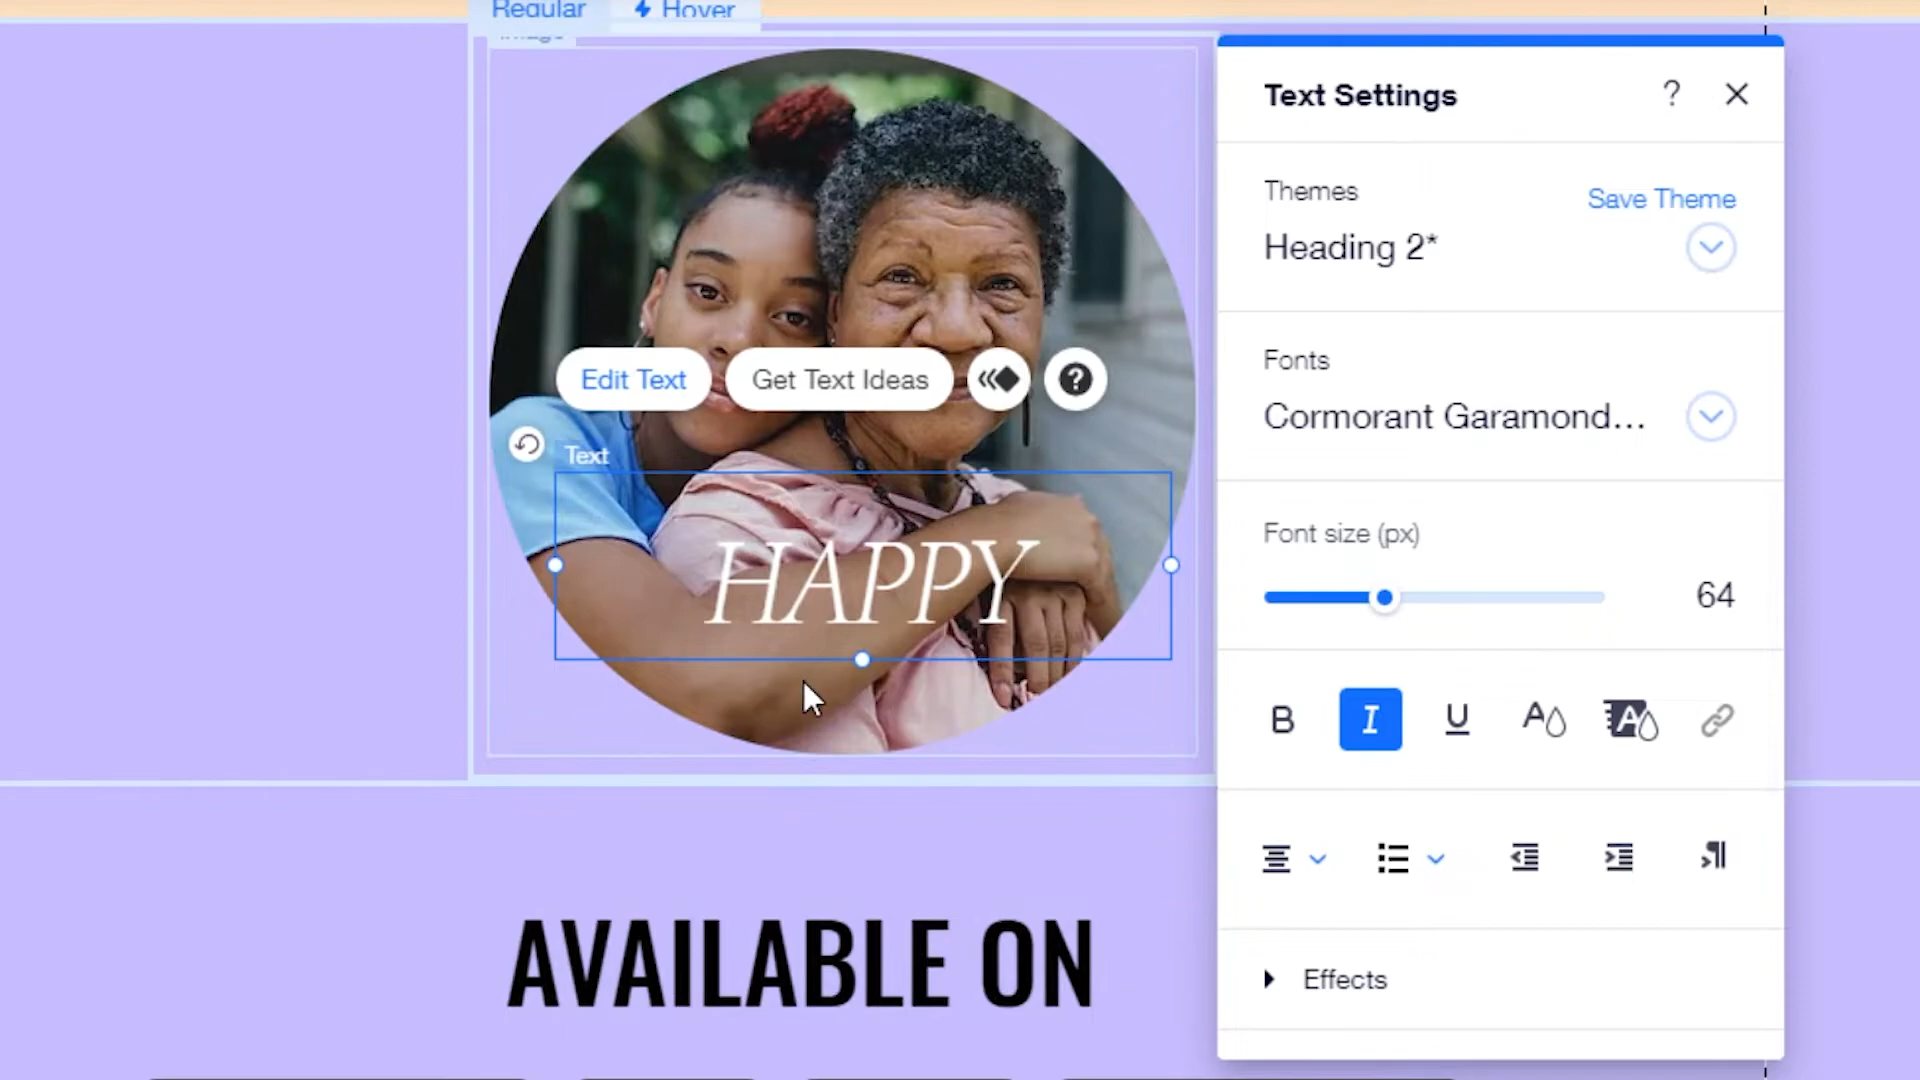 Regular
Hover
Image
Edit Text
Get Text Ideas
?
Text
HAPPY
AVAILABLE ON
Text Settings
?
Themes
Save Theme
Heading 2*
Fonts
Cormorant Garamond...
Font size (px)
64
B
I
U
A
A
Effects